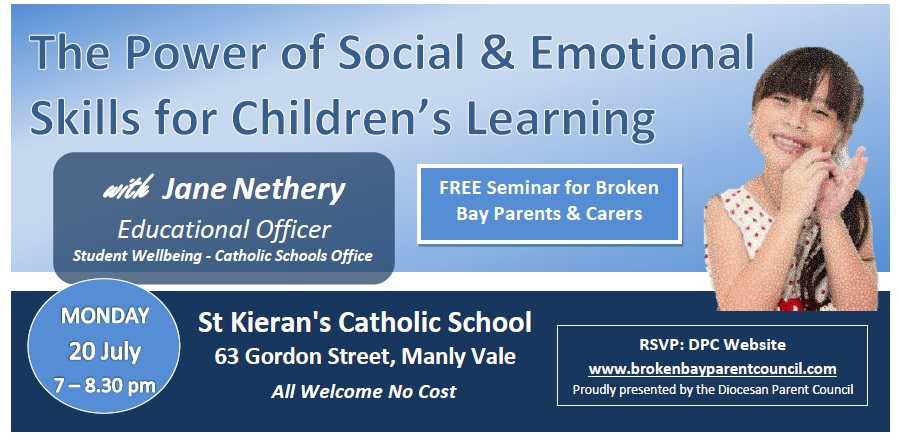 The Power of Social & Emotional
Skills for Children's Learning
with Jane Nethery
Educational Officer
Student Wellbeing - Catholic Schools Office
FREE Seminar for Broken
Bay Parents & Carers
MONDAY
20 July
7 – 8.30 pm
St Kieran's Catholic School
63 Gordon Street, Manly Vale
All Welcome No Cost
RSVP: DPC Website
www.brokenbayparentcouncil.com
Proudly presented by the Diocesan Parent Council